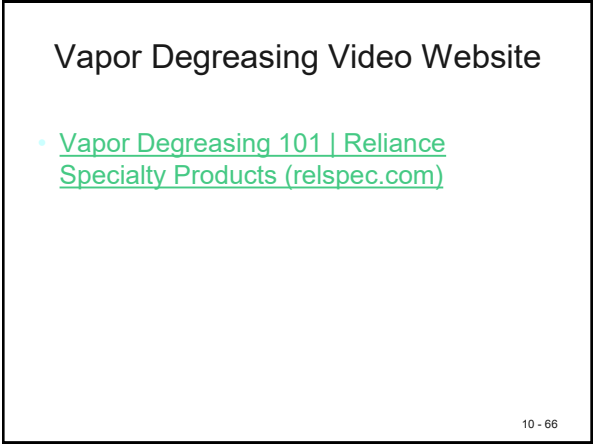 Vapor Degreasing Video Website
• Vapor Degreasing 101 | Reliance
Specialty Products (relspec.com)
10 - 66